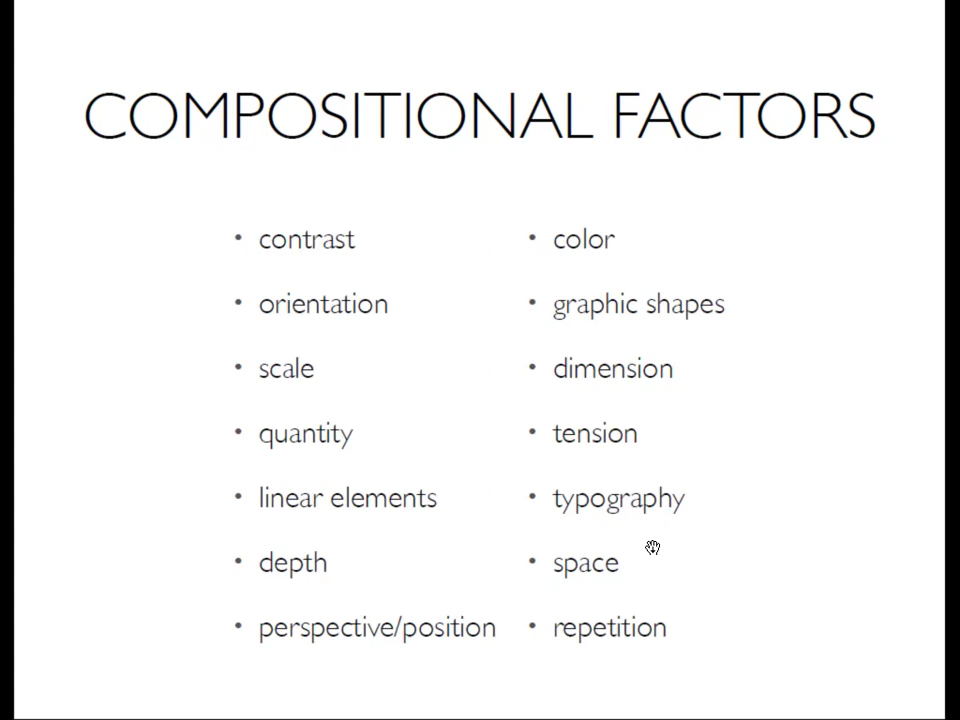 COMPOSITIONAL FACTORS
• contrast
• orientation
• scale
• quantity
• linear elements
• depth
• perspective/position
• color
• graphic shapes
• dimension
• tension
• typography
• space
• repetition